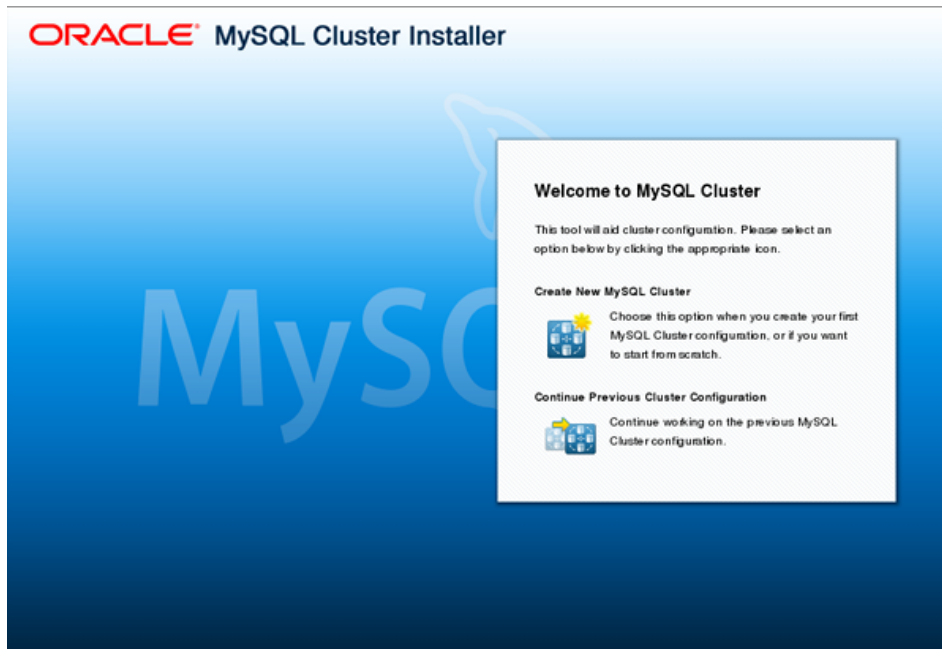 ORACLE® MySQL Cluster Installer
MySQ
Welcome to MySQL Cluster
This tool will aid cluster configuration. Please select an
option below by clicking the appropriate icon.
Create New MySQL Cluster
Choose this option when you create your first
MySQL Cluster configuration, or if you want
to start from scratch.
Continue Previous Cluster Configuration
Continue working on the previous MySQL
Cluster configuration.